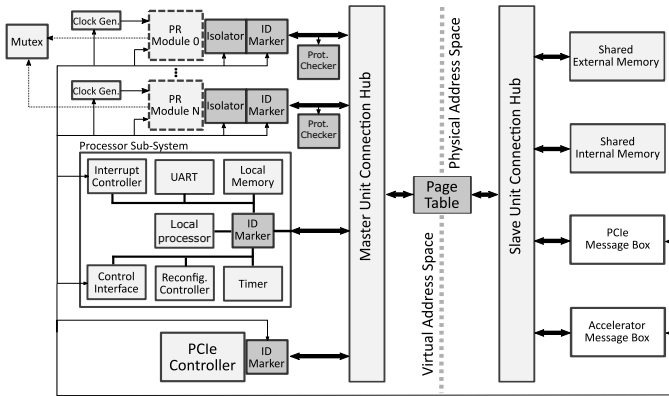 Clock Gen.
PR
Module 0
Isolator
ID
Marker
Mutex
Prot.
Checker
Clock Gen.
PR
Module N
Isolator
ID
Marker
Prot.
Checker
Processor Sub-System
Interrupt
Controller
UART
Local
Memory
Local
processor
ID
Marker
Control
Interface
Reconfig.
Controller
Timer
PCIe
Controller
ID
Marker
Master Unit Connection Hub
Virtual Address Space
Physical Address Space
Page
Table
Slave Unit Connection Hub
Shared
External Memory
Shared
Internal Memory
PCIe
Message Box
Accelerator
Message Box